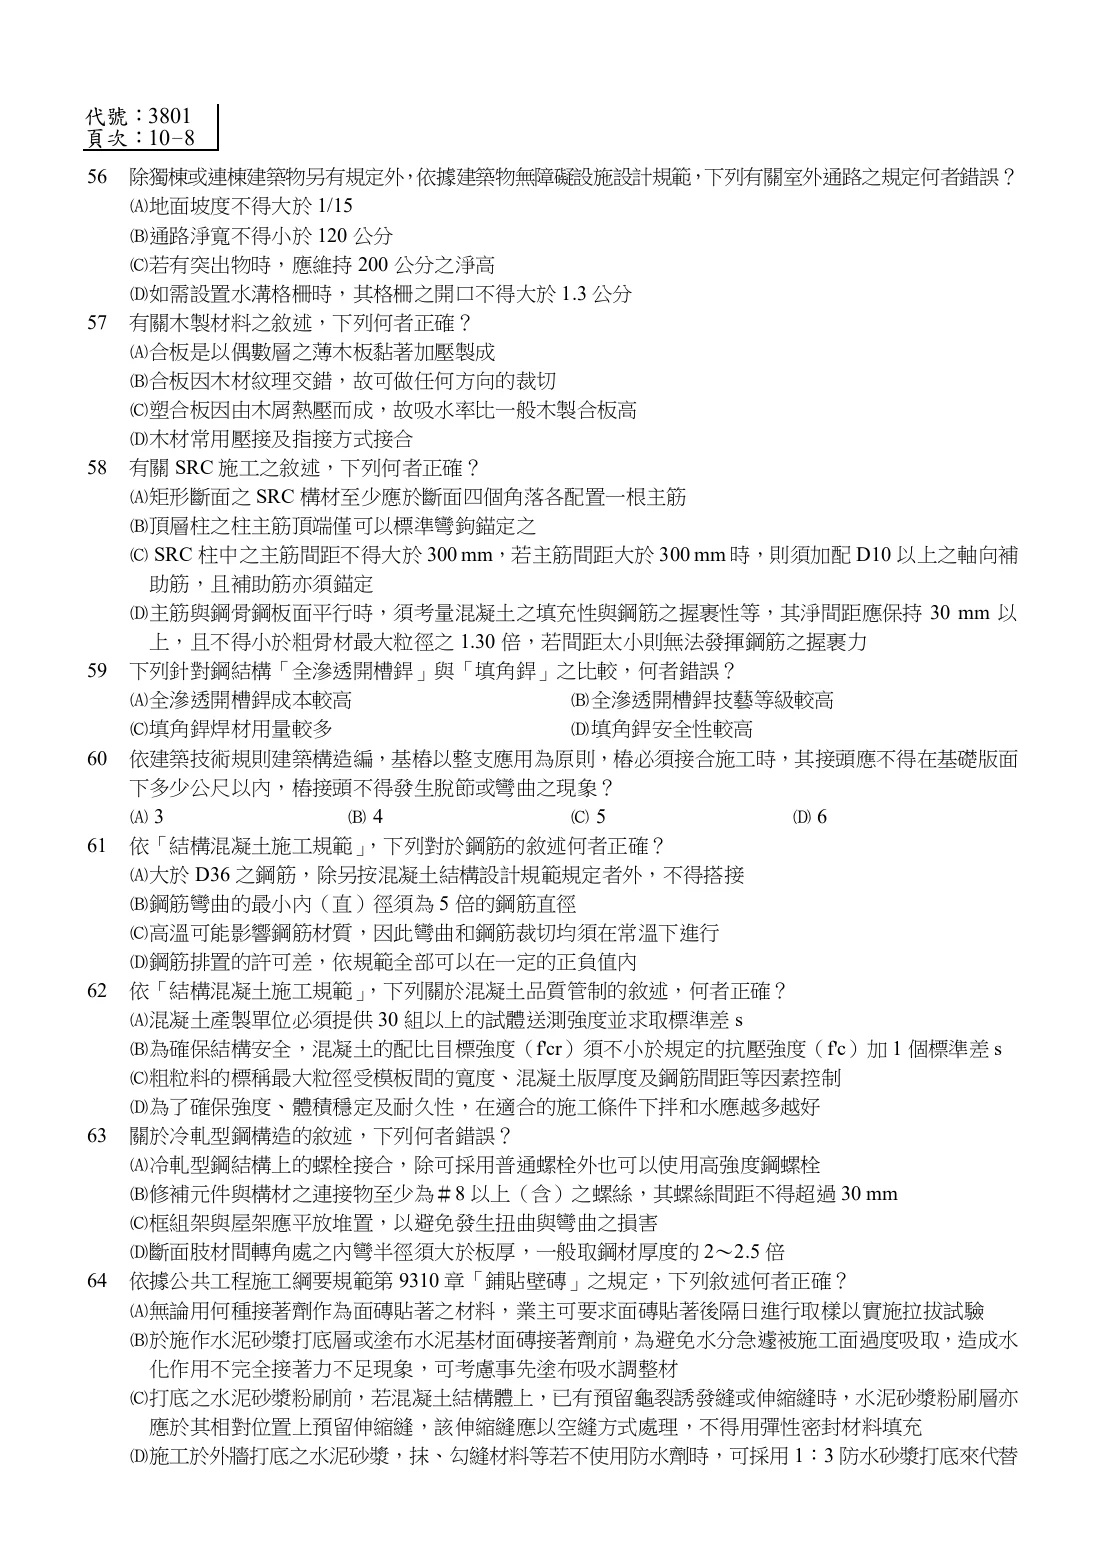 代號：3801
頁次：10－8
56 除獨棟或連棟建築物另有規定外，依據建築物無障礙設施設計規範，下列有關室外通路之規定何者錯誤？
(A)地面坡度不得大於 1/15
(B)通路淨寬不得小於 120 公分
(C)若有突出物時，應維持 200 公分之淨高
(D)如需設置水溝格柵時，其格柵之開口不得大於 1.3 公分
57 有關木製材料之敘述，下列何者正確？
(A)合板是以偶數層之薄木板黏著加壓製成
(B)合板因木材紋理交錯，故可做任何方向的裁切
(C)塑合板因由木屑熱壓而成，故吸水率比一般木製合板高
(D)木材常用壓接及指接方式接合
58 有關 SRC 施工之敘述，下列何者正確？
(A)矩形斷面之 SRC 構材至少應於斷面四個角落各配置一根主筋
(B)頂層柱之柱主筋頂端僅可以標準彎鉤錨定之
(C) SRC 柱中之主筋間距不得大於 300 mm，若主筋間距大於 300 mm 時，則須加配 D10 以上之軸向補
助筋，且補助筋亦須錨定
(D)主筋與鋼骨鋼板面平行時，須考量混凝土之填充性與鋼筋之握裹性等，其淨間距應保持 30 mm 以
上，且不得小於粗骨材最大粒徑之 1.30 倍，若間距太小則無法發揮鋼筋之握裹力
59 下列針對鋼結構「全滲透開槽銲」與「填角銲」之比較，何者錯誤？
(A)全滲透開槽銲成本較高 (B)全滲透開槽銲技藝等級較高
(C)填角銲焊材用量較多 (D)填角銲安全性較高
60 依建築技術規則建築構造編，基樁以整支應用為原則，樁必須接合施工時，其接頭應不得在基礎版面
下多少公尺以內，樁接頭不得發生脫節或彎曲之現象？
(A) 3 (B) 4 (C) 5 (D) 6
61 依「結構混凝土施工規範」，下列對於鋼筋的敘述何者正確？
(A)大於 D36 之鋼筋，除另按混凝土結構設計規範規定者外，不得搭接
(B)鋼筋彎曲的最小內（直）徑須為 5 倍的鋼筋直徑
(C)高溫可能影響鋼筋材質，因此彎曲和鋼筋裁切均須在常溫下進行
(D)鋼筋排置的許可差，依規範全部可以在一定的正負值內
62 依「結構混凝土施工規範」，下列關於混凝土品質管制的敘述，何者正確？
(A)混凝土產製單位必須提供 30 組以上的試體送測強度並求取標準差 s
(B)為確保結構安全，混凝土的配比目標強度（f'cr）須不小於規定的抗壓強度（f'c）加 1 個標準差 s
(C)粗粒料的標稱最大粒徑受模板間的寬度、混凝土版厚度及鋼筋間距等因素控制
(D)為了確保強度、體積穩定及耐久性，在適合的施工條件下拌和水應越多越好
63 關於冷軋型鋼構造的敘述，下列何者錯誤？
(A)冷軋型鋼結構上的螺栓接合，除可採用普通螺栓外也可以使用高強度鋼螺栓
(B)修補元件與構材之連接物至少為＃8 以上（含）之螺絲，其螺絲間距不得超過 30 mm
(C)框組架與屋架應平放堆置，以避免發生扭曲與彎曲之損害
(D)斷面肢材間轉角處之內彎半徑須大於板厚，一般取鋼材厚度的 2～2.5 倍
64 依據公共工程施工綱要規範第 9310 章「鋪貼壁磚」之規定，下列敘述何者正確？
(A)無論用何種接著劑作為面磚貼著之材料，業主可要求面磚貼著後隔日進行取樣以實施拉拔試驗
(B)於施作水泥砂漿打底層或塗布水泥基材面磚接著劑前，為避免水分急遽被施工面過度吸取，造成水
化作用不完全接著力不足現象，可考慮事先塗布吸水調整材
(C)打底之水泥砂漿粉刷前，若混凝土結構體上，已有預留龜裂誘發縫或伸縮縫時，水泥砂漿粉刷層亦
應於其相對位置上預留伸縮縫，該伸縮縫應以空縫方式處理，不得用彈性密封材料填充
(D)施工於外牆打底之水泥砂漿，抹、勾縫材料等若不使用防水劑時，可採用 1：3 防水砂漿打底來代替